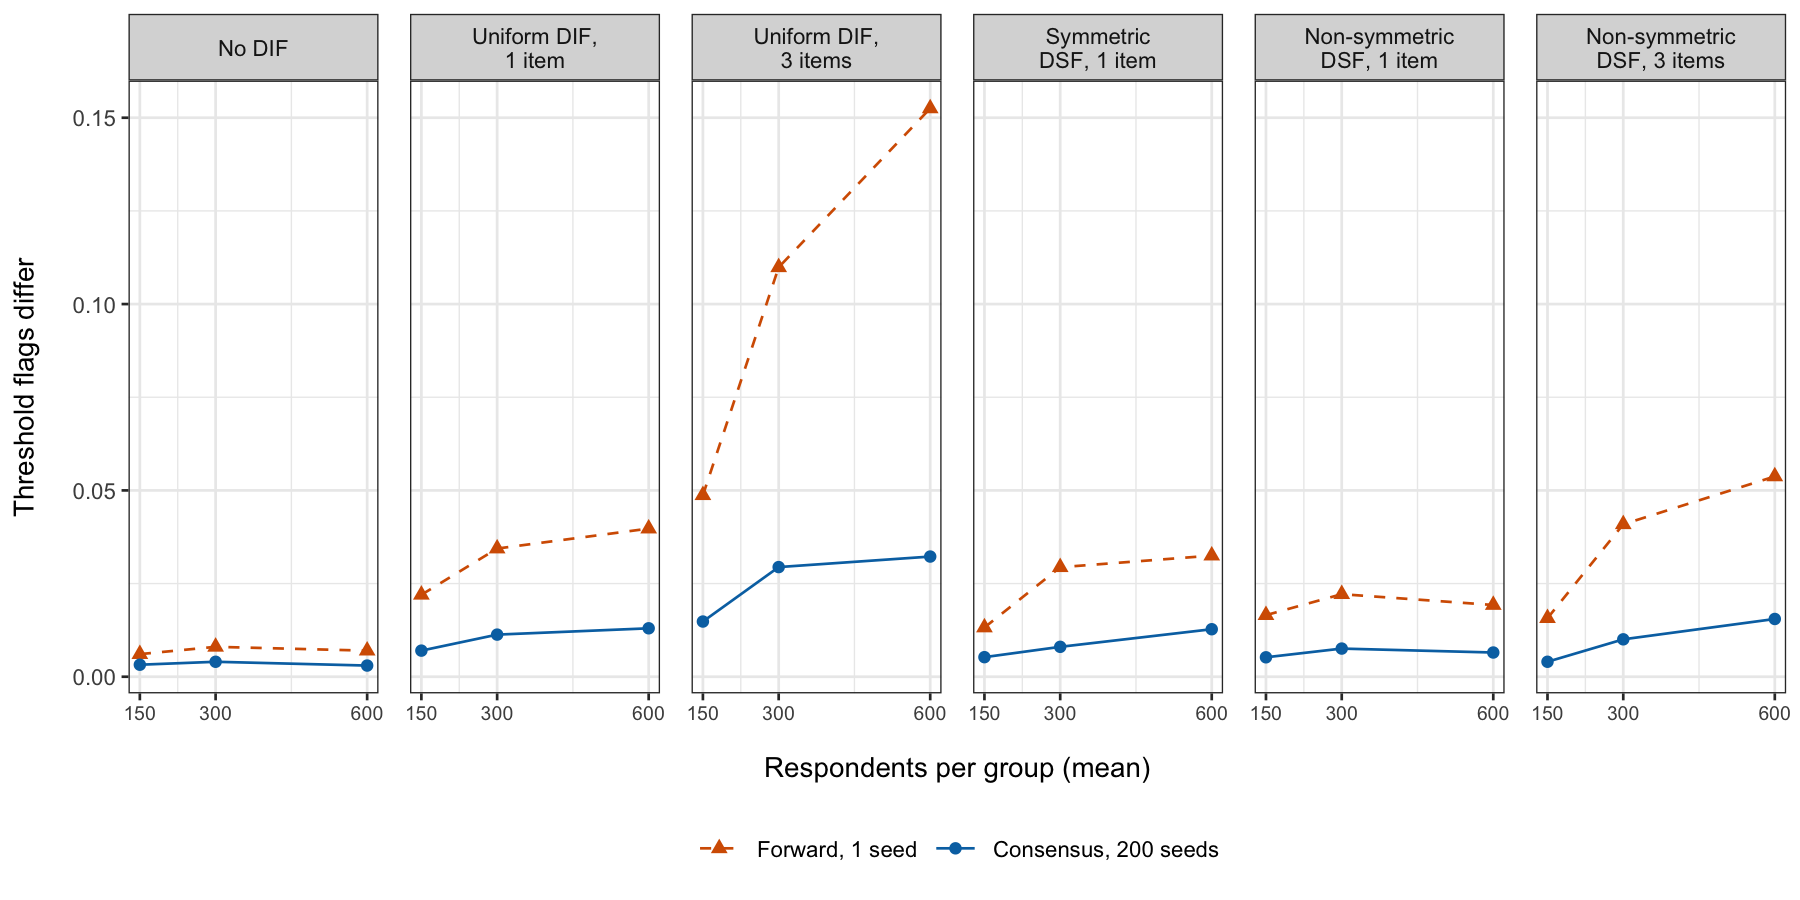 No DIF
Uniform DIF,
1 item
Uniform DIF,
3 items
Symmetric
DSF, 1 item
Non-symmetric
DSF, 1 item
Non-symmetric
DSF, 3 items
Threshold flags differ
0.15
0.10
0.05
0.00
150 300 600
150 300 600
150 300 600
150 300 600
150 300 600
150 300 600
Respondents per group (mean)
Forward, 1 seed
Consensus, 200 seeds